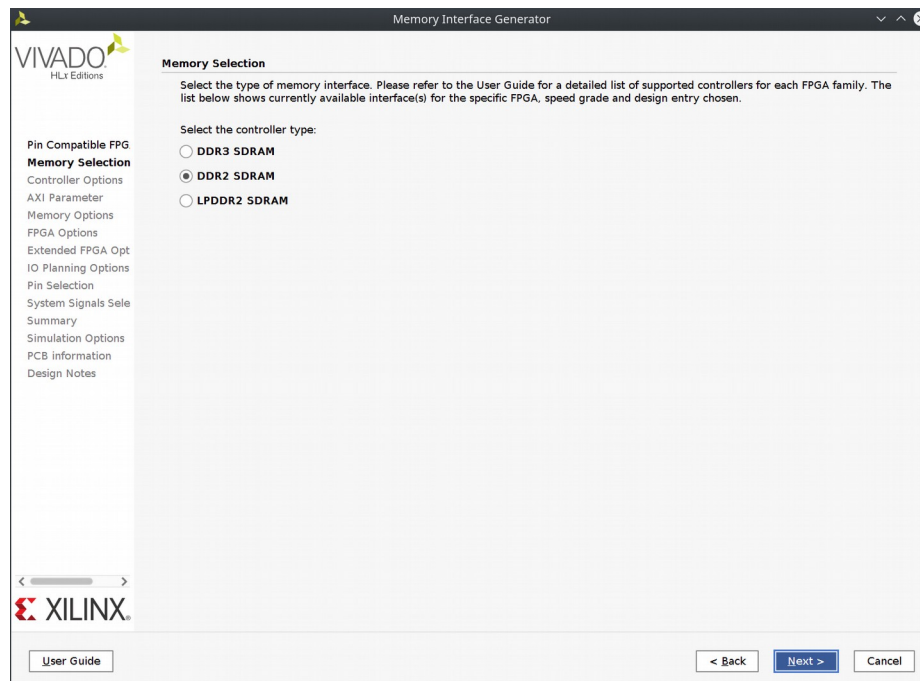 Memory Interface Generator
VIVADO
HLx Editions
Pin Compatible FPG
Memory Selection
Controller Options
AXI Parameter
Memory Options
FPGA Options
Extended FPGA Opt
IO Planning Options
Pin Selection
System Signals Sele
Summary
Simulation Options
PCB information
Design Notes
XILINX®
Memory Selection
Select the type of memory interface. Please refer to the User Guide for a detailed list of supported controllers for each FPGA family. The
list below shows currently available interface(s) for the specific FPGA, speed grade and design entry chosen.
Select the controller type:
DDR3 SDRAM
DDR2 SDRAM
LPDDR2 SDRAM
User Guide
< Back
Next >
Cancel